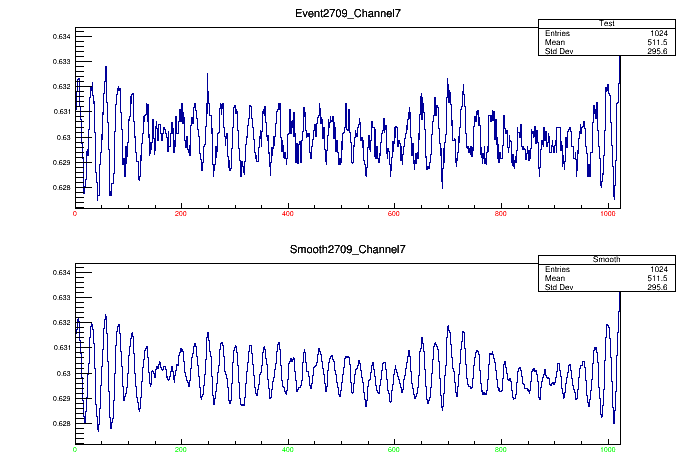 Event2709_Channel7
Test
Entries 1024
Mean 511.5
Std Dev 295.6
0.634
0.633
0.632
0.631
0.63
0.629
0.628
0 200 400 600 800 1000
Smooth2709_Channel7
Smooth
Entries 1024
Mean 511.5
Std Dev 295.6
0.634
0.633
0.632
0.631
0.63
0.629
0.628
0 200 400 600 800 1000